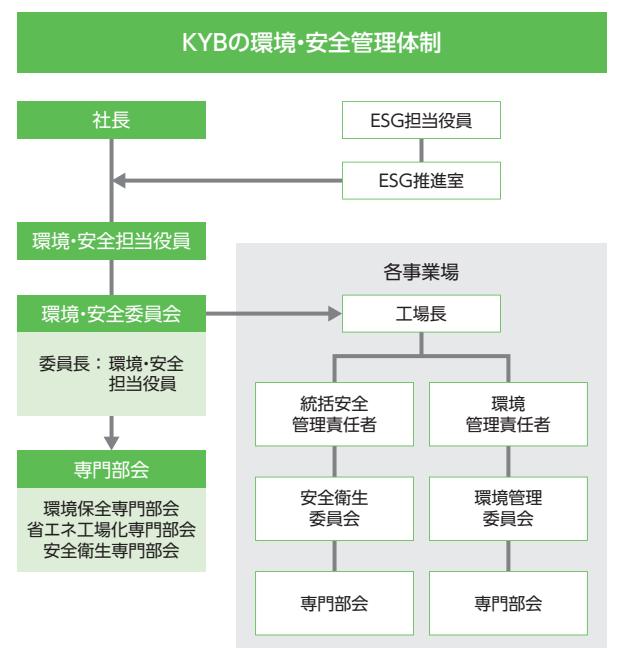 KYBの環境・安全管理体制
社長
ESG担当役員
ESG推進室
環境・安全担当役員
環境・安全委員会
委員長：環境・安全
担当役員
専門部会
環境保全専門部会
省エネ工場化専門部会
安全衛生専門部会
各事業場
工場長
統括安全
管理責任者
環境
管理責任者
安全衛生
委員会
環境管理
委員会
専門部会
専門部会